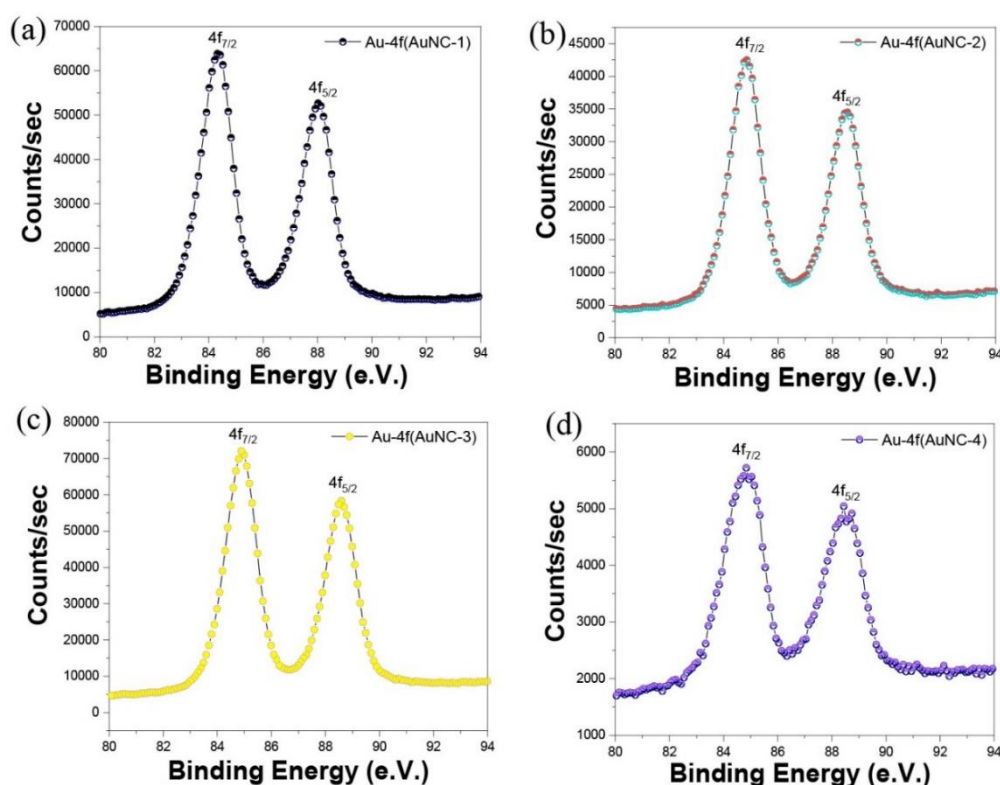 (a)
70000
60000
50000
40000
30000
20000
10000
0
Counts/sec
4f7/2
4f5/2
Au-4f(AuNC-1)
80 82 84 86 88 90 92 94
Binding Energy (e.V.)
(b)
45000
40000
35000
30000
25000
20000
15000
10000
5000
0
Counts/sec
4f7/2
4f5/2
Au-4f(AuNC-2)
80 82 84 86 88 90 92 94
Binding Energy (e.V.)
(c)
80000
70000
60000
50000
40000
30000
20000
10000
0
Counts/sec
4f7/2
4f5/2
Au-4f(AuNC-3)
80 82 84 86 88 90 92 94
Binding Energy (e.V.)
(d)
6000
5000
4000
3000
2000
1000
Counts/sec
4f7/2
4f5/2
Au-4f(AuNC-4)
80 82 84 86 88 90 92 94
Binding Energy (e.V.)